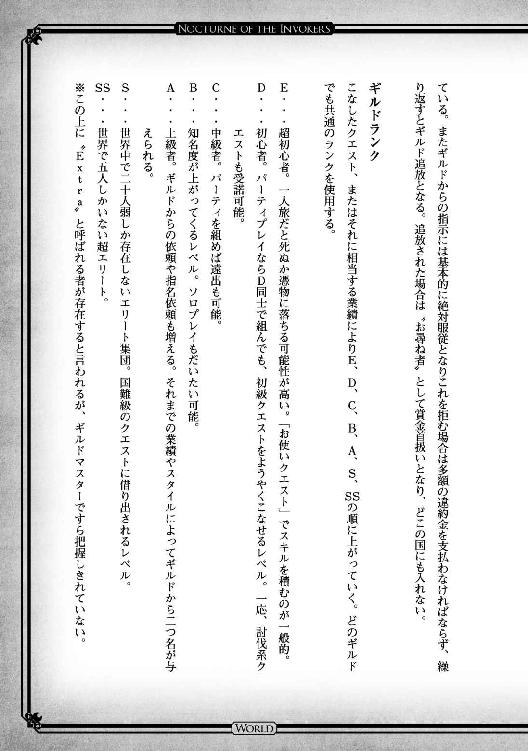 NOCTURNE OF THE INVOKERS
ている。またギルドからの指示には基本的に絶対服従となりこれを拒む場合は多額の違約金を支払わなければならず、繰
り返すとギルド追放となる。追放された場合は〝お尋ね者〟として賞金首扱いとなり、どこの国にも入れない。
ギルドランク
こなしたクエスト、またはそれに相当する業績によりE、D、C、B、A、S、SSの順に上がっていく。どのギルド
でも共通のランクを使用する。
E・・・超初心者。一人旅だと死ぬか憑物に落ちる可能性が高い。「お使いクエスト」でスキルを積むのが一般的。
D・・・初心者。パーティプレイならD同士で組んでも、初級クエストをようやくこなせるレベル。一応、討伐系ク
エストも受諾可能。
C・・・中級者。パーティを組めば遠出も可能。
B・・・知名度が上がってくるレベル。ソロプレイもだいたい可能。
A・・・上級者。ギルドからの依頼や指名依頼も増える。それまでの業績やスタイルによってギルドから二つ名が与
えられる。
S・・・世界中で二十人弱しか存在しないエリート集団。国難級のクエストに借り出されるレベル。
SS・・・世界で五人しかいない超エリート。
※この上に〝Extra〟と呼ばれる者が存在すると言われるが、ギルドマスターですら把握しきれていない。
WORLD